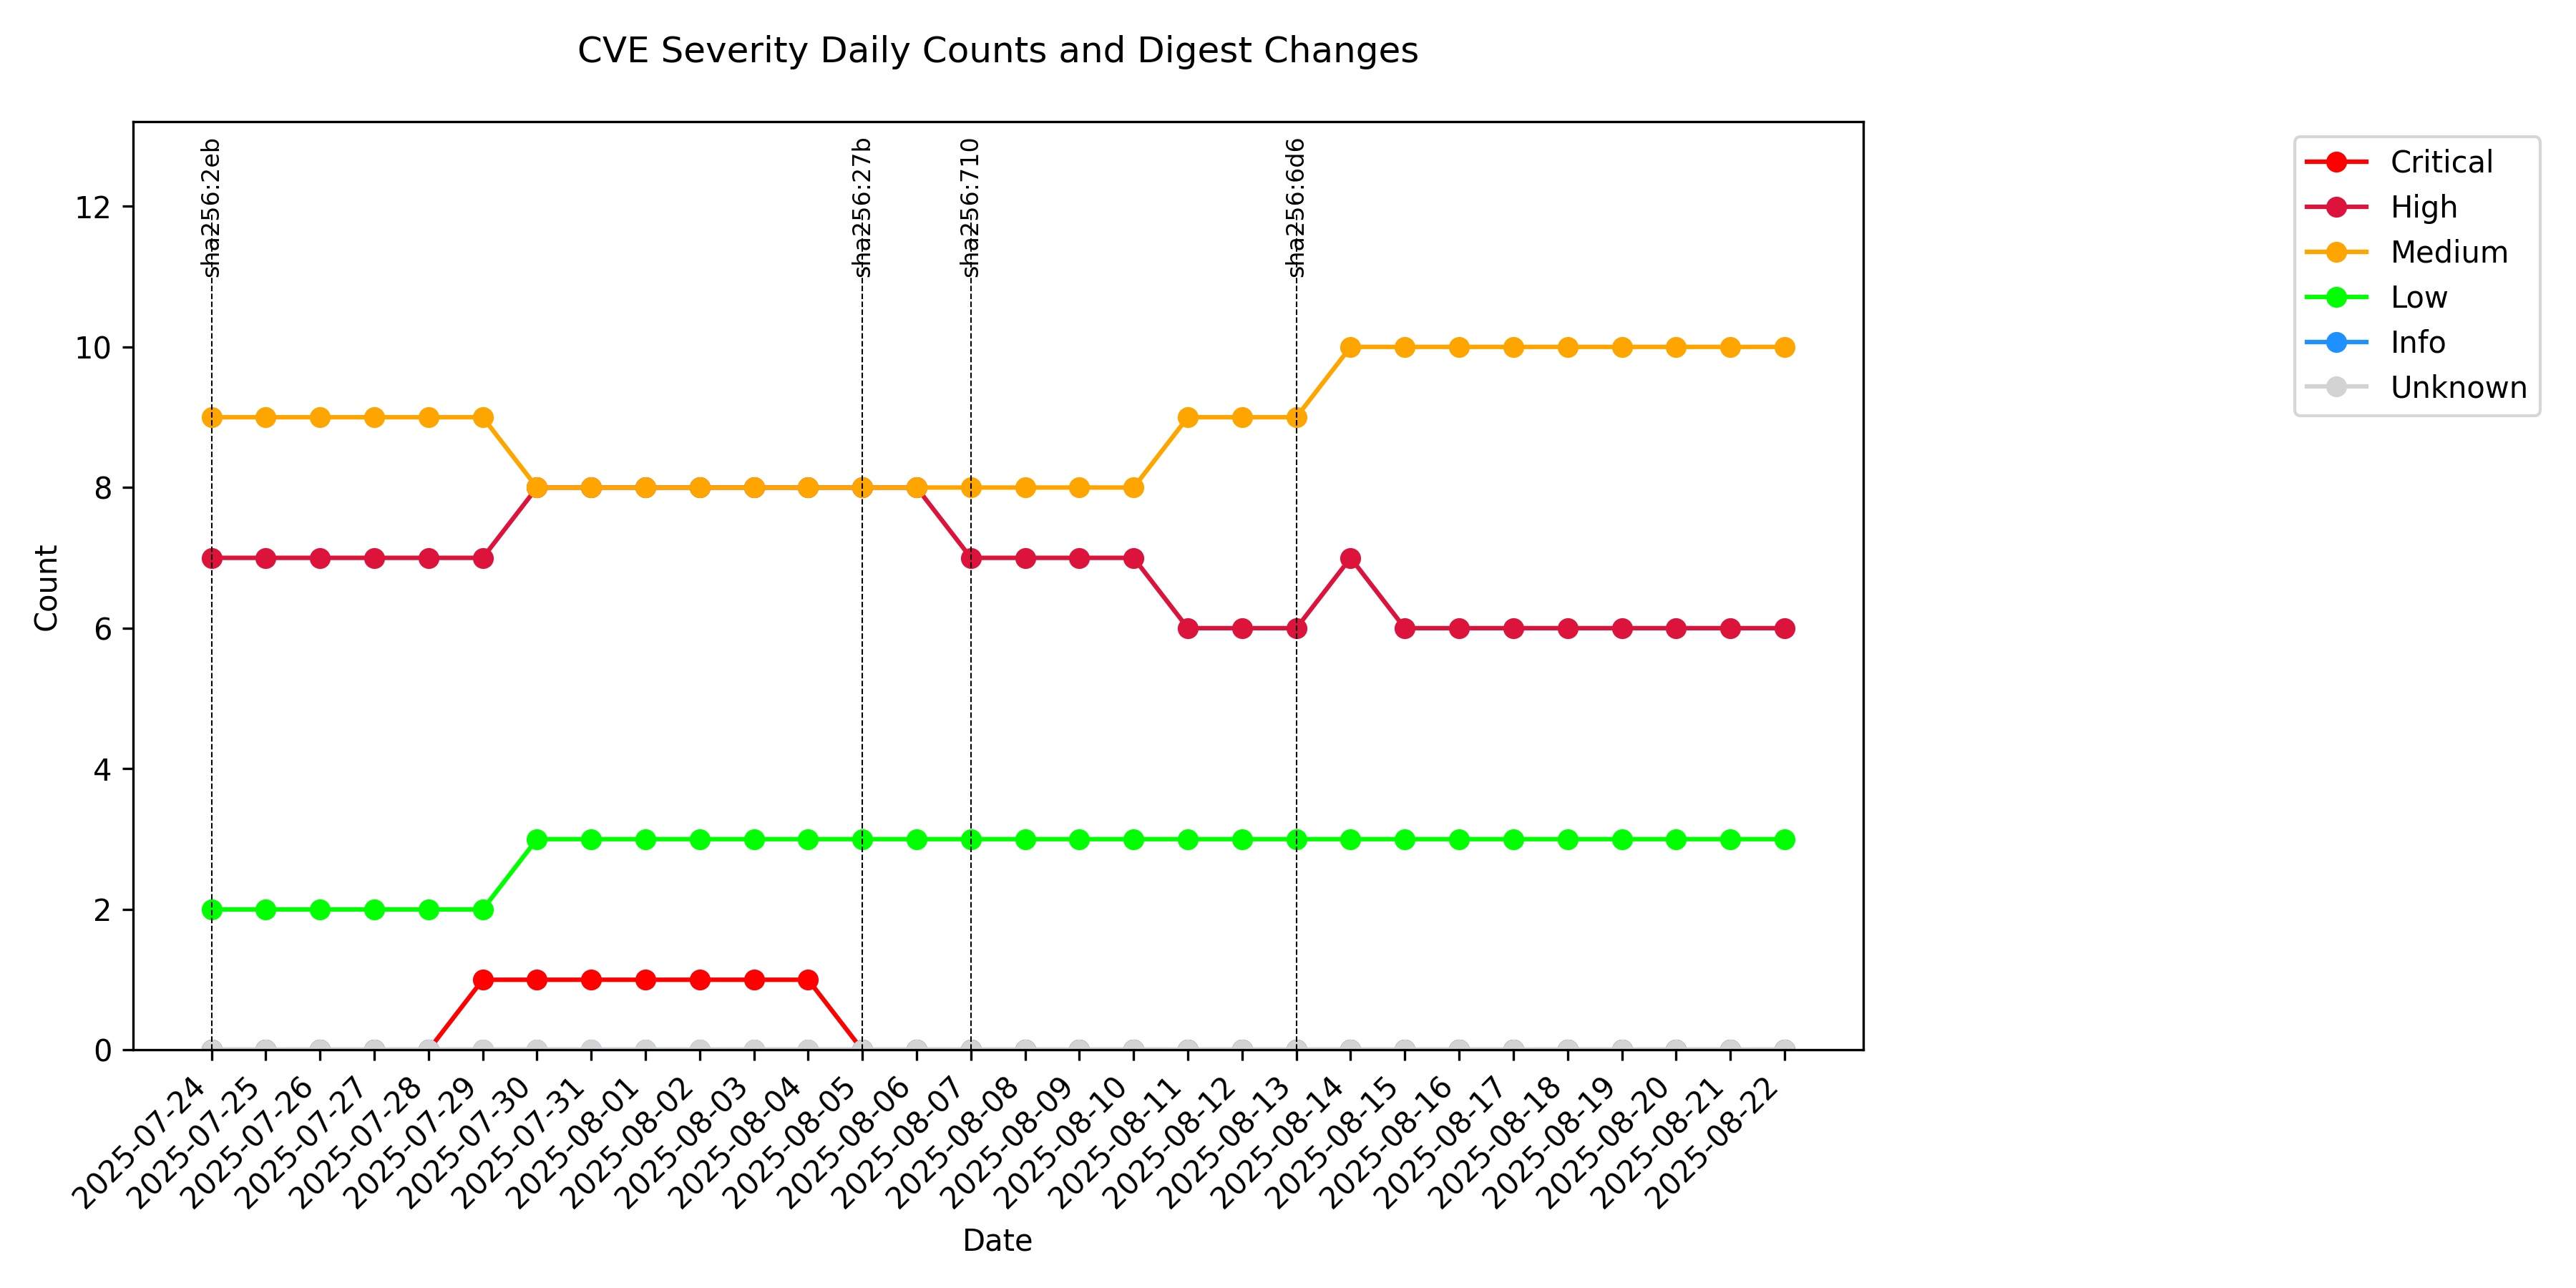 CVE Severity Daily Counts and Digest Changes
sha256:2eb
sha256:27b
sha256:710
sha256:6d6
Critical
High
Medium
Low
Info
Unknown
12
10
8
6
4
2
0
Count
2025-07-24
2025-07-25
2025-07-26
2025-07-27
2025-07-28
2025-07-29
2025-07-30
2025-07-31
2025-08-01
2025-08-02
2025-08-03
2025-08-04
2025-08-05
2025-08-06
2025-08-07
2025-08-08
2025-08-09
2025-08-10
2025-08-11
2025-08-12
2025-08-13
2025-08-14
2025-08-15
2025-08-16
2025-08-17
2025-08-18
2025-08-19
2025-08-20
2025-08-21
2025-08-22
Date